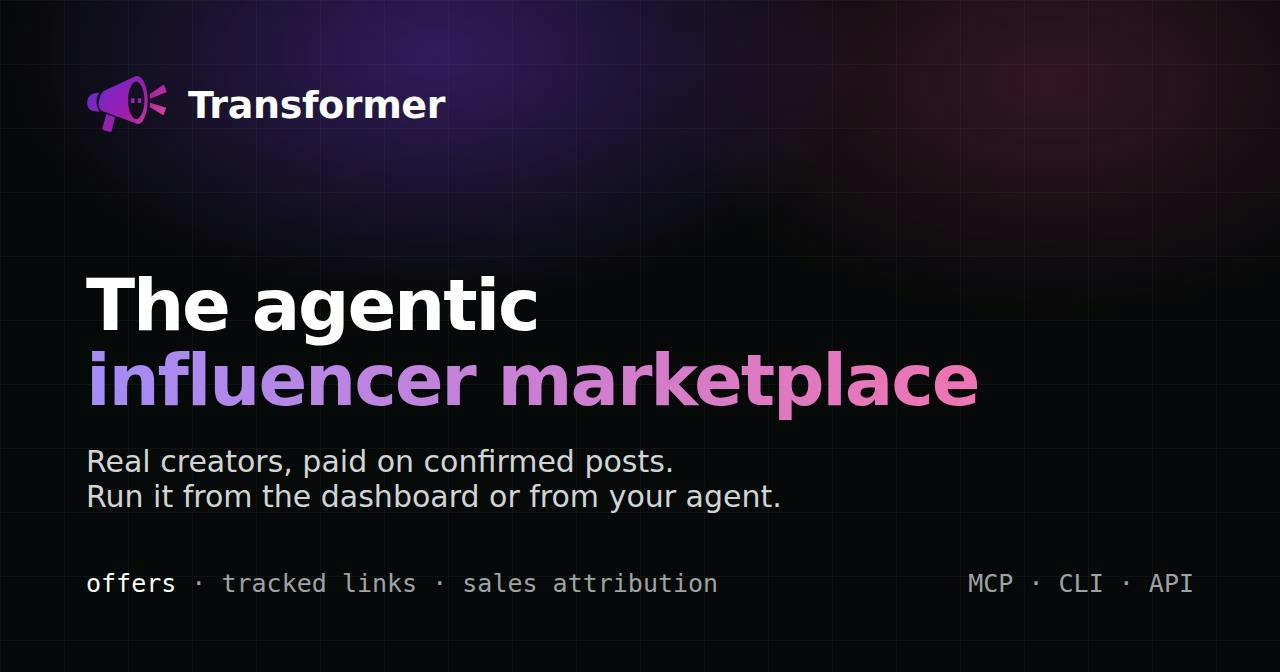 Transformer
The agentic
influencer marketplace
Real creators, paid on confirmed posts.
Run it from the dashboard or from your agent.
offers · tracked links · sales attribution
MCP · CLI · API